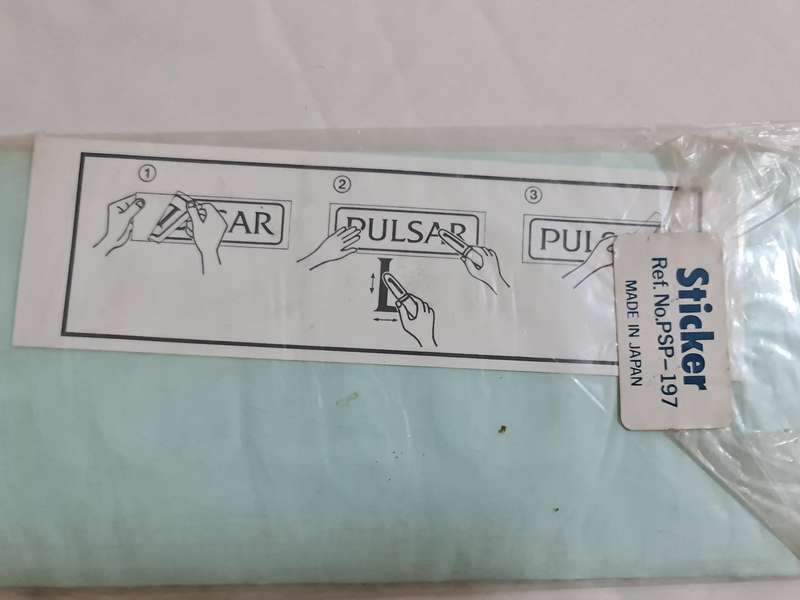 ①
SAR
②
PULSAR
L
③
PULS
Sticker
Ref. No.PSP-197
MADE IN JAPAN